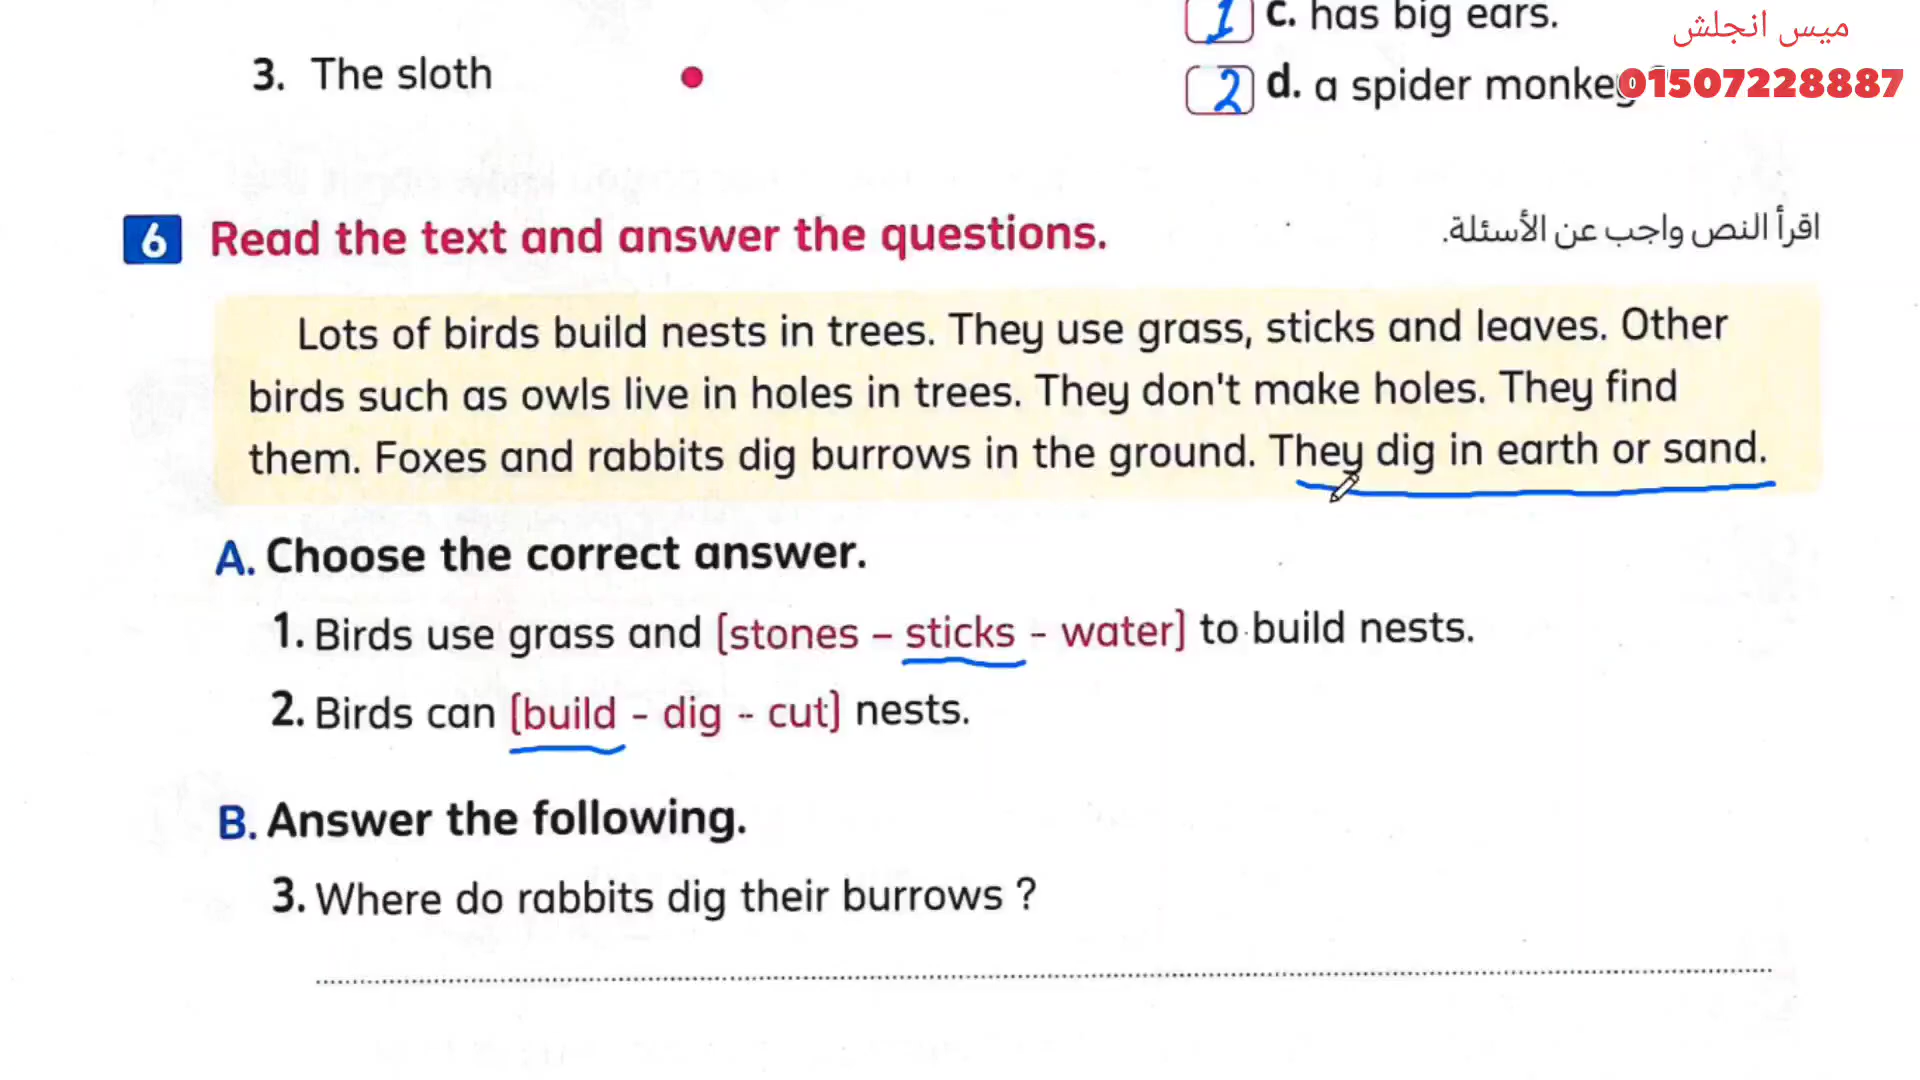 1 c. has big ears.
ميس انجلش
3. The sloth
2 d. a spider monkey
01507228887
6 Read the text and answer the questions.
اقرأ النص واجب عن الأسئلة.
Lots of birds build nests in trees. They use grass, sticks and leaves. Other
birds such as owls live in holes in trees. They don't make holes. They find
them. Foxes and rabbits dig burrows in the ground. They dig in earth or sand.
A. Choose the correct answer.
1. Birds use grass and (stones - sticks - water) to build nests.
2. Birds can (build - dig - cut) nests.
B. Answer the following.
3. Where do rabbits dig their burrows ?